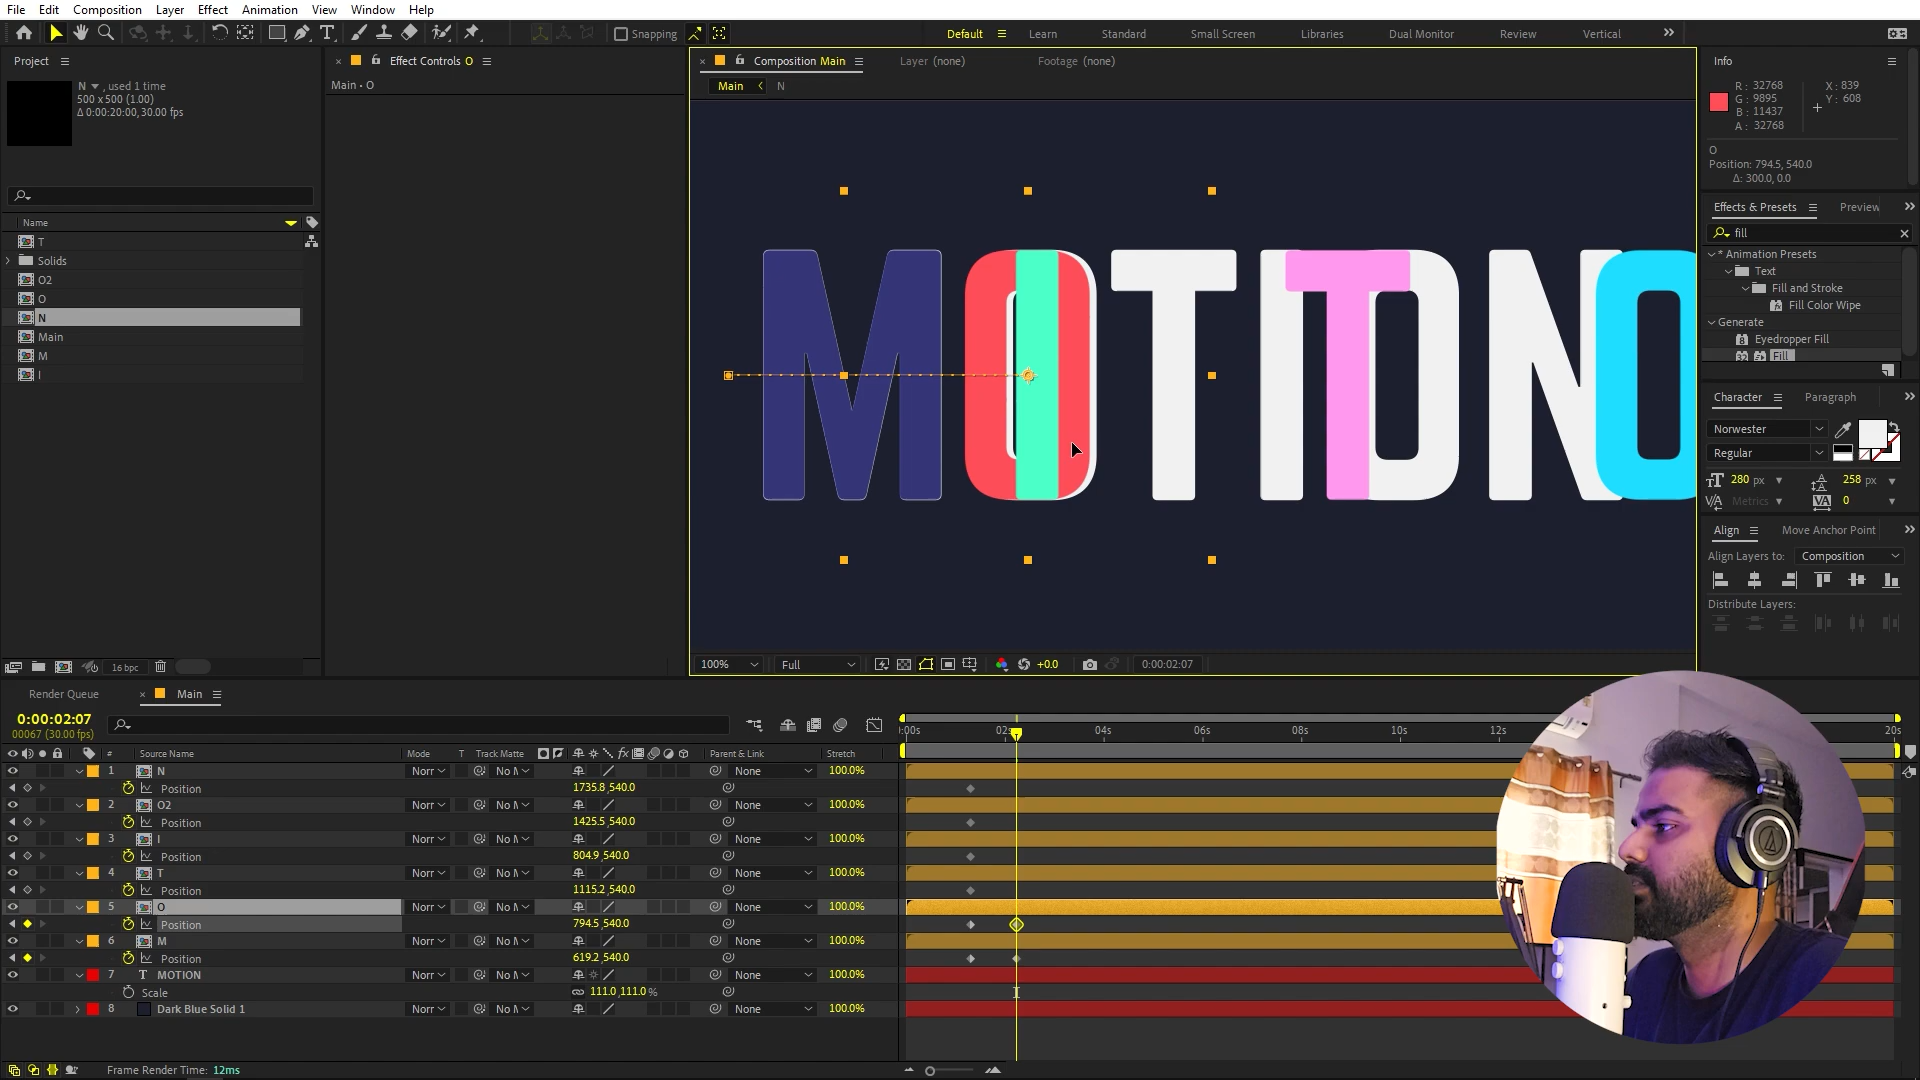 File Edit Composition Layer Effect Animation View Window Help
Snapping
Default Learn Standard Small Screen Libraries Dual Monitor Review Vertical
Project
N , used 1 time
500 x 500 (1.00)
Δ 0:00:20:00, 30.00 fps
Name
T
Solids
O2
O
N
Main
M
I
16 bpc
Effect Controls O
Main • O
Composition Main Layer (none) Footage (none)
Main N
MOTION
O I T O
100% Full +0.0 0:00:02:07
Info
R : 32768 X : 839
G : 9895 Y : 608
B : 11437
A : 32768
O
Position: 794.5, 540.0
Δ: 300.0, 0.0
Effects & Presets Preview
fill
* Animation Presets
Text
Fill and Stroke
Fill Color Wipe
Generate
Eyedropper Fill
Fill
Character Paragraph
Norwester
Regular
280 px 258 px
Metrics 0
Align Move Anchor Point
Align Layers to: Composition
Distribute Layers:
Render Queue Main
0:00:02:07
00067 (30.00 fps)
:00s 02s 04s 06s 08s 10s 12s 20s
# Source Name Mode T Track Matte fx Parent & Link Stretch
1 N Norr No None 100.0%
Position 1735.8, 540.0
2 O2 Norr No None 100.0%
Position 1425.5, 540.0
3 I Norr No None 100.0%
Position 804.9, 540.0
4 T Norr No None 100.0%
Position 1115.2, 540.0
5 O Norr No None 100.0%
Position 794.5, 540.0
6 M Norr No None 100.0%
Position 619.2, 540.0
7 T MOTION Norr No None 100.0%
Scale 111.0, 111.0 %
8 Dark Blue Solid 1 Norr No None 100.0%
Frame Render Time: 12ms